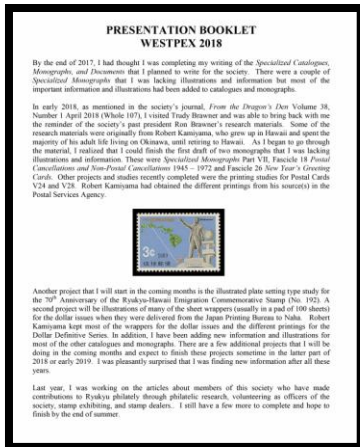 PRESENTATION BOOKLET
WESTPEX 2018
By the end of 2017, I had thought I was completing my writing of the Specialized Catalogues,
Monographs, and Documents that I planned to write for the society. There were a couple of
Specialized Monographs that I was lacking illustrations and information but most of the
important information and illustrations had been added to catalogues and monographs.
In early 2018, as mentioned in the society's journal, From the Dragon's Den Volume 38,
Number 1 April 2018 (Whole 107), I visited Trudy Brawner and was able to bring back with me
the reminder of the society's past president Ron Brawner's research materials. Some of the
research materials were originally from Robert Kamiyama, who grew up in Hawaii and spent the
majority of his adult life living on Okinawa, until retiring to Hawaii. As I began to go through
the material, I realized that I could finish the first draft of two monographs that I was lacking
illustrations and information. These were Specialized Monographs Part VII, Fascicle 18 Postal
Cancellations and Non-Postal Cancellations 1945 – 1972 and Fascicle 26 New Year's Greeting
Cards. Other projects and studies recently completed were the printing studies for Postal Cards
V24 and V28. Robert Kamiyama had obtained the different printings from his source(s) in the
Postal Services Agency.
3¢
Another project that I will start in the coming months is the illustrated plate setting type study for
the 70th Anniversary of the Ryukyu-Hawaii Emigration Commemorative Stamp (No. 192). A
second project will be illustrations of many of the sheet wrappers (usually in a pad of 100 sheets)
for the dollar issues when they were delivered from the Japan Printing Bureau to Naha. Robert
Kamiyama kept most of the wrappers for the dollar issues and the different printings for the
Dollar Definitive Series. In addition, I have been adding new information and illustrations for
most of the other catalogues and monographs. There are a few additional projects that I will be
doing in the coming months and expect to finish these projects sometime in the latter part of
2018 or early 2019. I was pleasantly surprised that I was finding new information after all these
years.
Last year, I was working on the articles about members of this society who have made
contributions to Ryukyu philately through philatelic research, volunteering as officers of the
society, stamp exhibiting, and stamp dealers. I still have a few more to complete and hope to
finish by the end of summer.